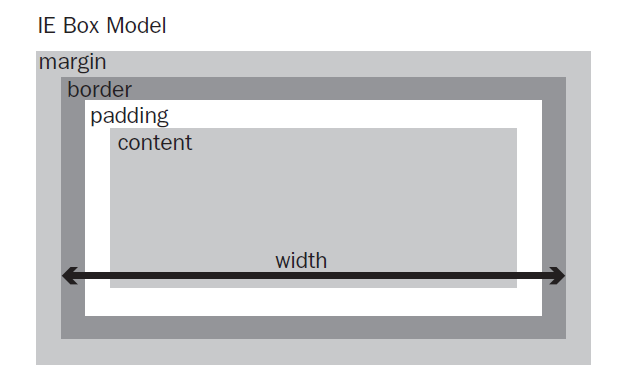 IE Box Model
margin
border
padding
content
width